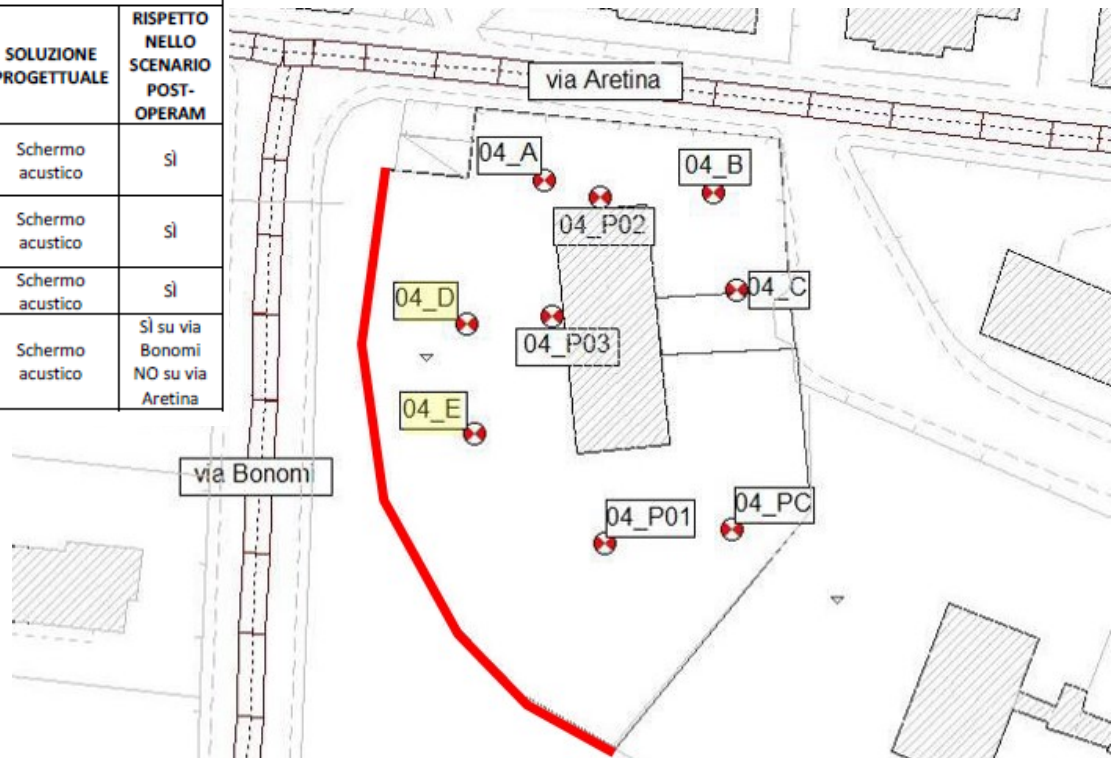 SOLUZIONE
PROGETTUALE
RISPETTO
NELLO
SCENARIO
POST-
OPERAM
Schermo
acustico
SÌ
Schermo
acustico
SÌ
Schermo
acustico
SÌ
Schermo
acustico
SÌ su via
Bonomi
NO su via
Aretina
via Aretina
04_A
04_B
04_P02
04_C
04_D
04_P03
04_E
via Bonomi
04_P01
04_PC